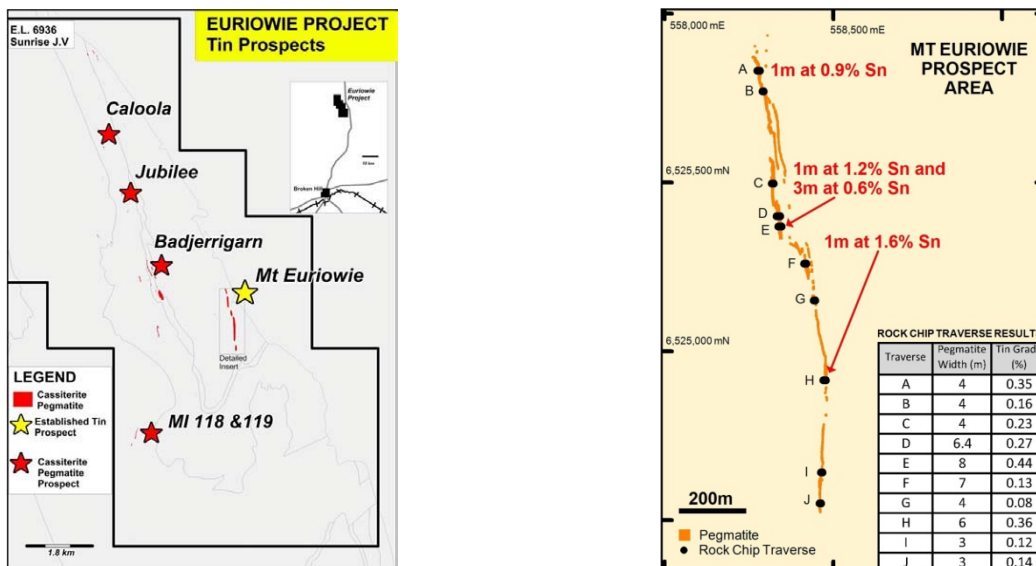 E.L. 6936
Sunrise J.V
EURIOWIE PROJECT
Tin Prospects
Euriowie
Project
10 km
Broken Hill
Caloola
Jubilee
Badjerrigarn
Mt Euriowie
Detailed
Insert
MI 118 &119
LEGEND
Cassiterite
Pegmatite
Established Tin
Prospect
Cassiterite
Pegmatite
Prospect
1.8 km
558,000 mE
558,500 mE
MT EURIOWIE
PROSPECT
AREA
A
1m at 0.9% Sn
B
6,525,500 mN
1m at 1.2% Sn and
3m at 0.6% Sn
C
D
E
1m at 1.6% Sn
F
G
6,525,000 mN
H
I
J
200m
Pegmatite
Rock Chip Traverse
ROCK CHIP TRAVERSE RESULT
Traverse Pegmatite Width (m) Tin Grad (%)
A 4 0.35
B 4 0.16
C 4 0.23
D 6.4 0.27
E 8 0.44
F 7 0.13
G 4 0.08
H 6 0.36
I 3 0.12
J 3 0.14